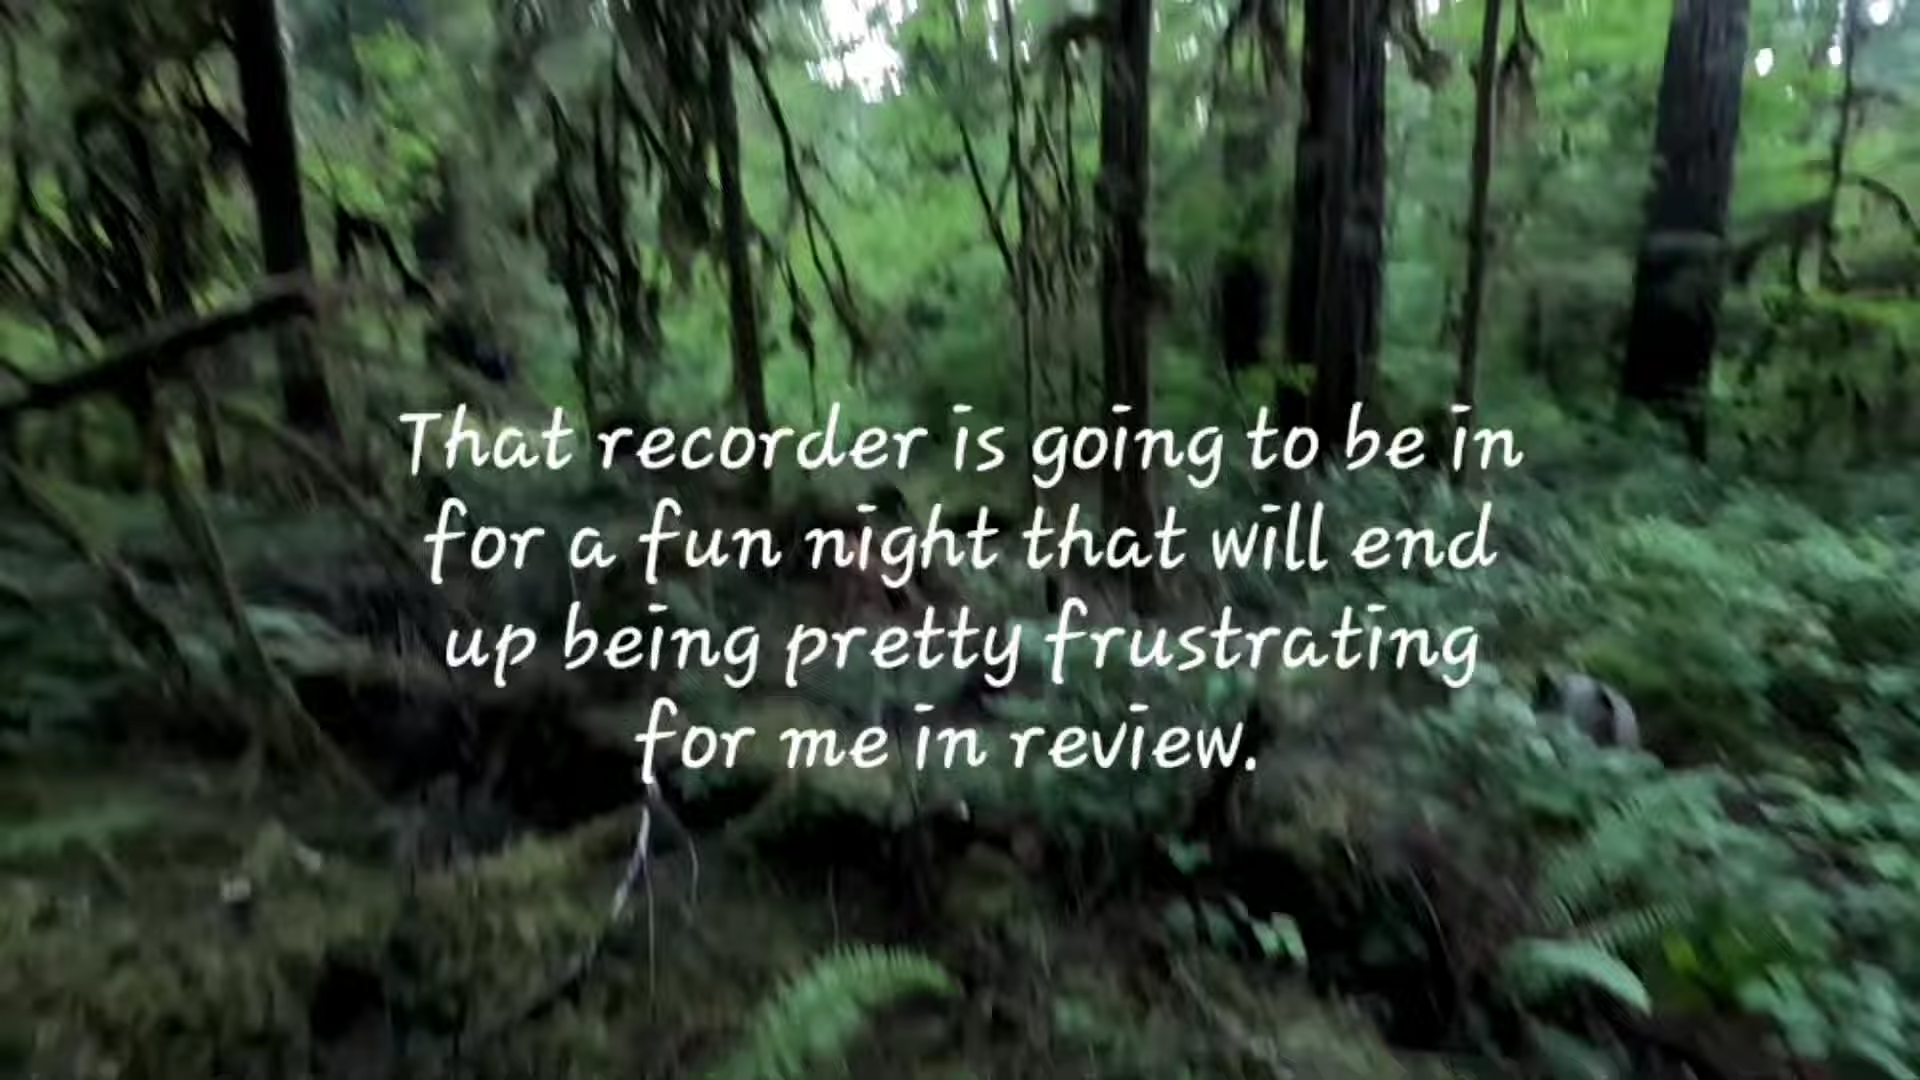 That recorder is going to be in
for a fun night that will end
up being pretty frustrating
for me in review.